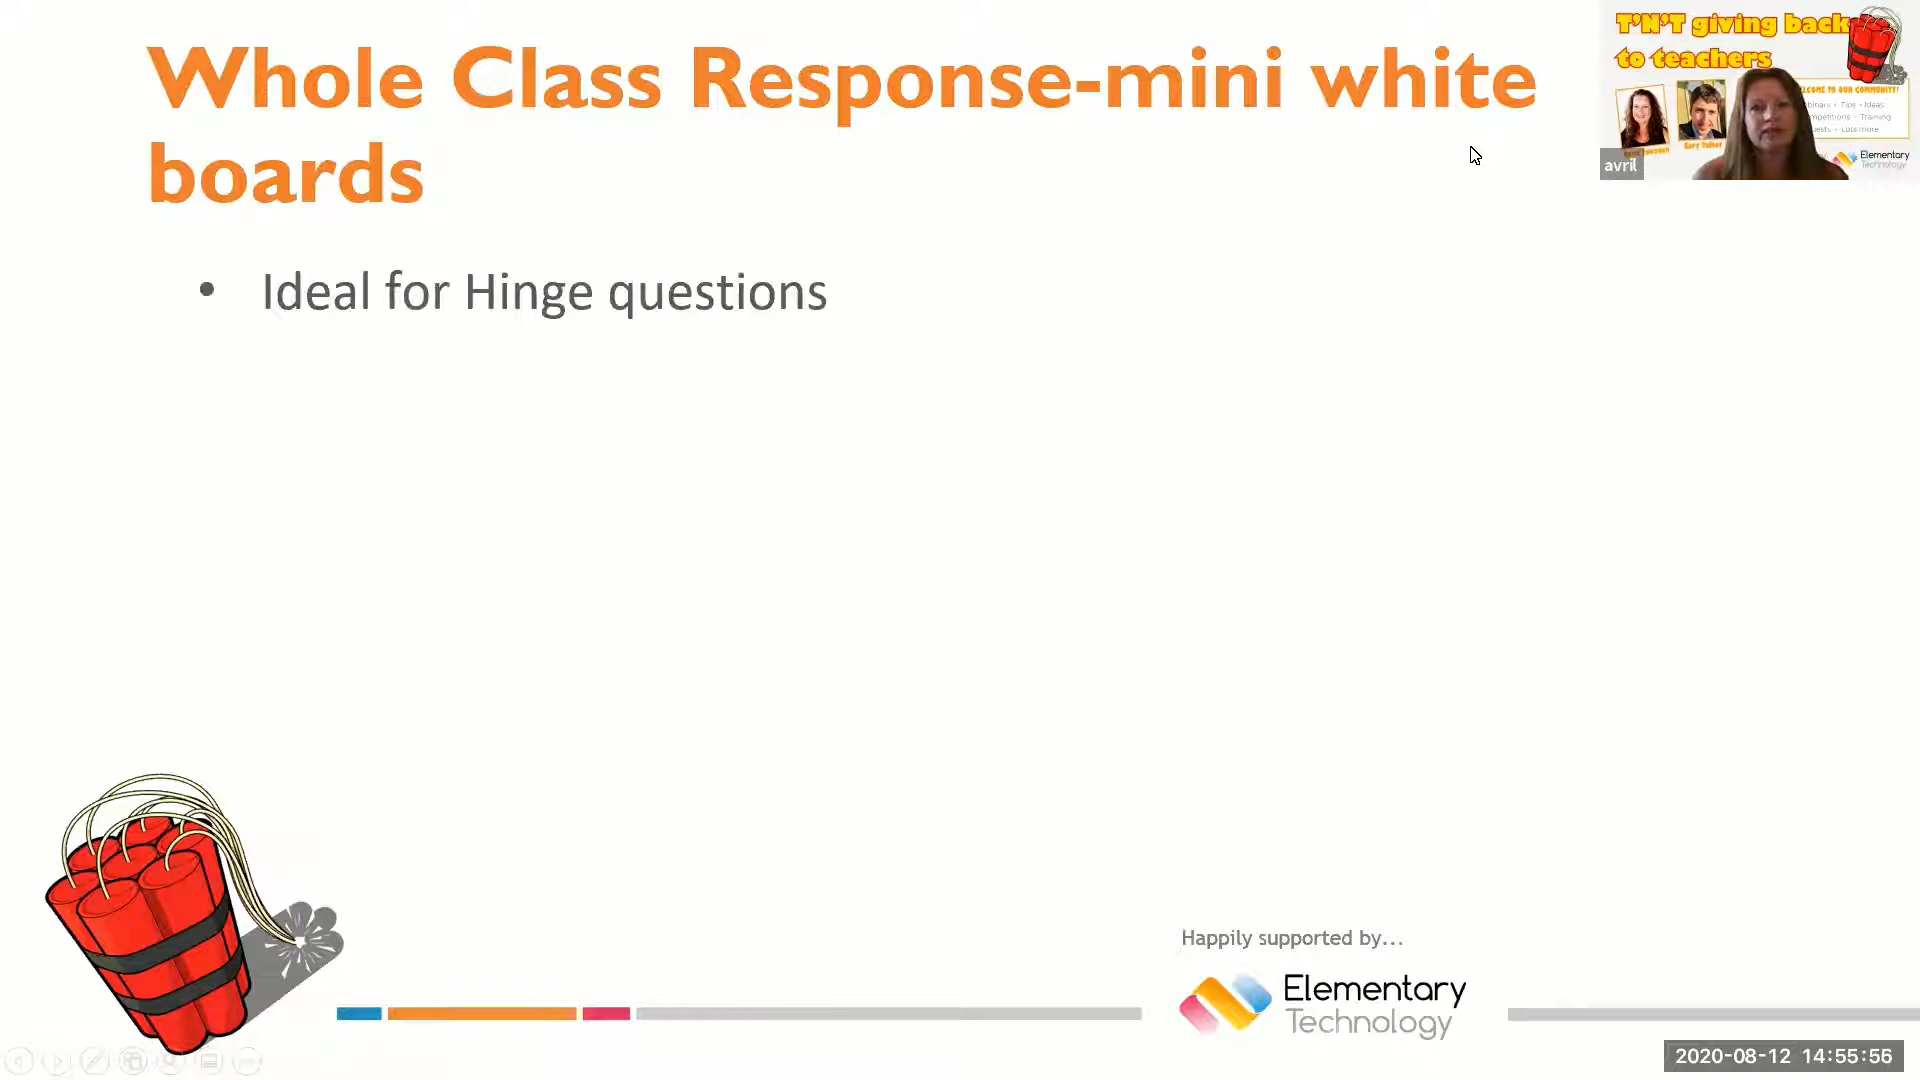 Whole Class Response-mini white
boards
• Ideal for Hinge questions
T'N'T giving back
to teachers
Gary
avril
Elementary
Technology
Happily supported by...
Elementary
Technology
2020-08-12 14:55:56